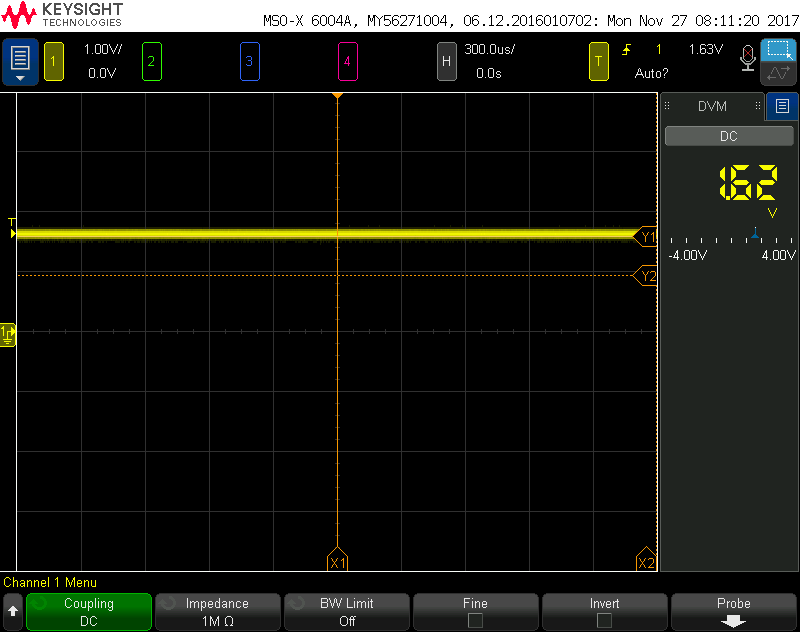 KEYSIGHT
TECHNOLOGIES
MSO-X 6004A, MY56271004, 06.12.2016010702: Mon Nov 27 08:11:20 2017
1 1.00V/ 2 3 4 H 300.0us/ T 1 1.63V
0.0V 0.0s Auto?
DVM
DC
1.62
V
-4.00V 4.00V
T
Y1
Y2
1
X1 X2
Channel 1 Menu
Coupling Impedance BW Limit Fine Invert Probe
DC 1M Ω Off